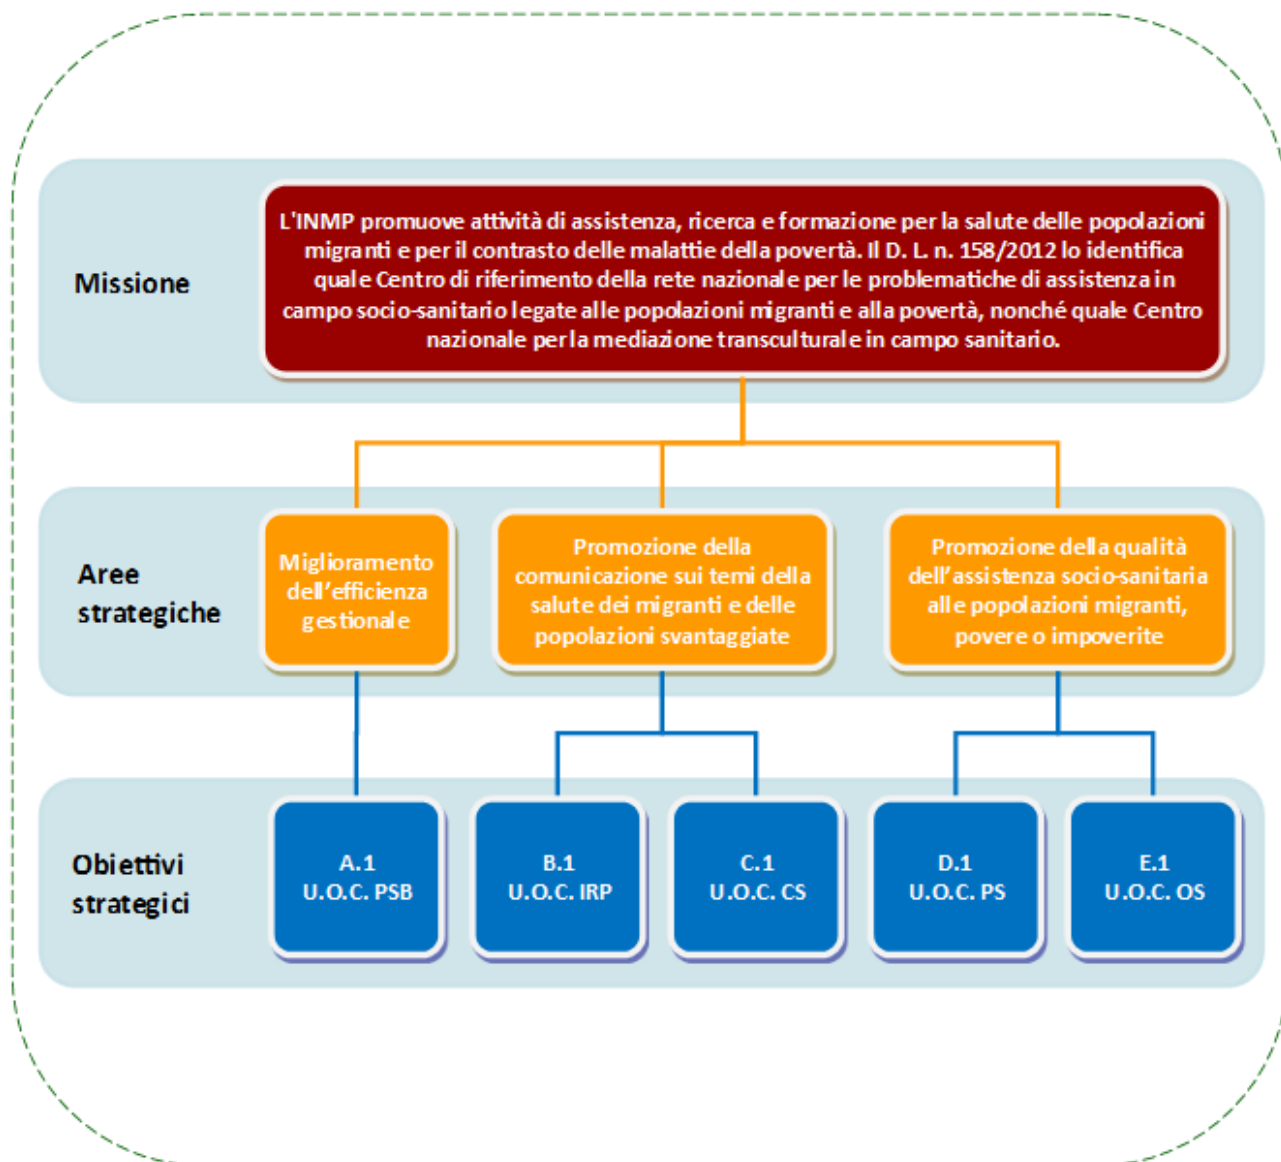 Missione
L'INMP promuove attività di assistenza, ricerca e formazione per la salute delle popolazioni
migranti e per il contrasto delle malattie della povertà. Il D. L. n. 158/2012 lo identifica
quale Centro di riferimento della rete nazionale per le problematiche di assistenza in
campo socio-sanitario legate alle popolazioni migranti e alla povertà, nonché quale Centro
nazionale per la mediazione transculturale in campo sanitario.
Aree
strategiche
Miglioramento
dell'efficienza
gestionale
Promozione della
comunicazione sui temi della
salute dei migranti e delle
popolazioni svantaggiate
Promozione della qualità
dell'assistenza socio-sanitaria
alle popolazioni migranti,
povere o impoverite
Obiettivi
strategici
A.1
U.O.C. PSB
B.1
U.O.C. IRP
C.1
U.O.C. CS
D.1
U.O.C. PS
E.1
U.O.C. OS